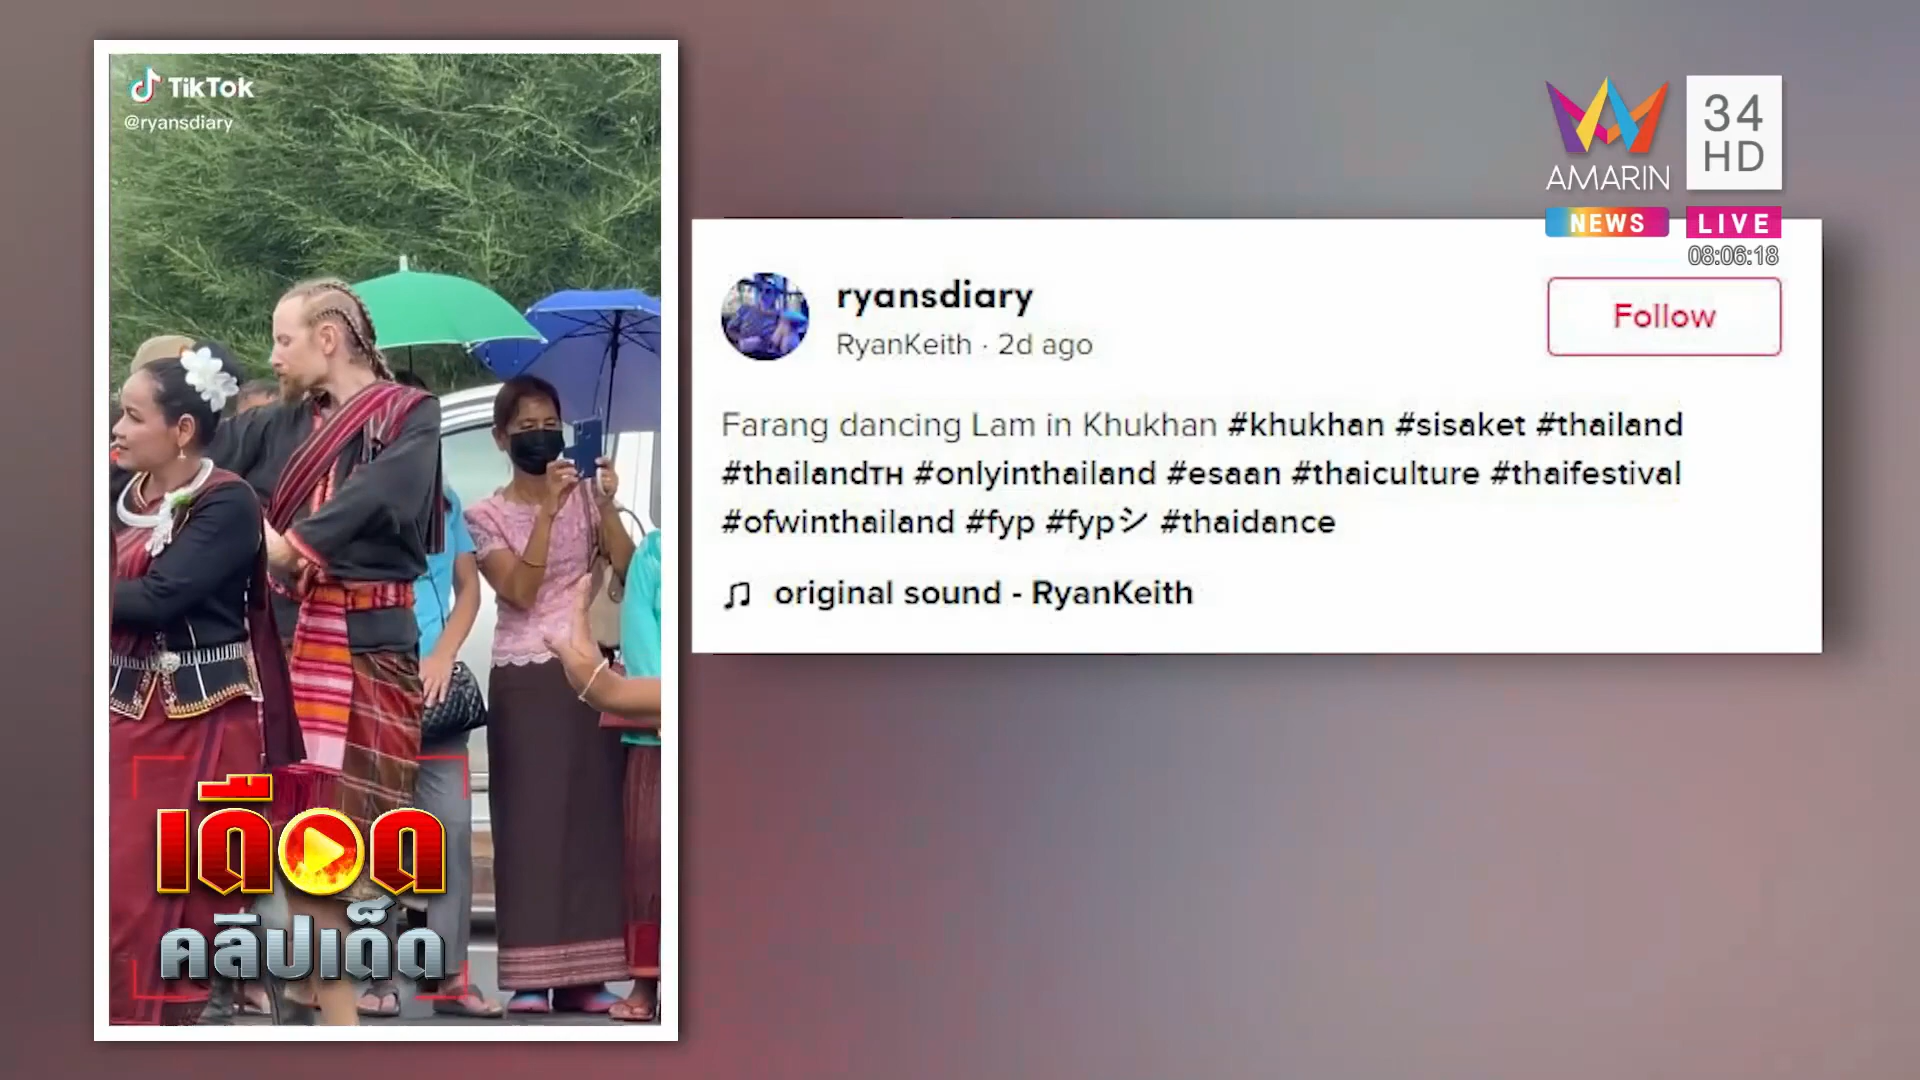 TikTok
@ryansdiary
AMARIN
34
HD
NEWS
LIVE
08:06:18
ryansdiary
RyanKeith · 2d ago
Follow
Farang dancing Lam in Khukhan #khukhan #sisaket #thailand
#thailandᴛʜ #onlyinthailand #esaan #thaiculture #thaifestival
#ofwinthailand #fyp #fypシ #thaidance
♫ original sound - RyanKeith
เดือด
คลิปเด็ด